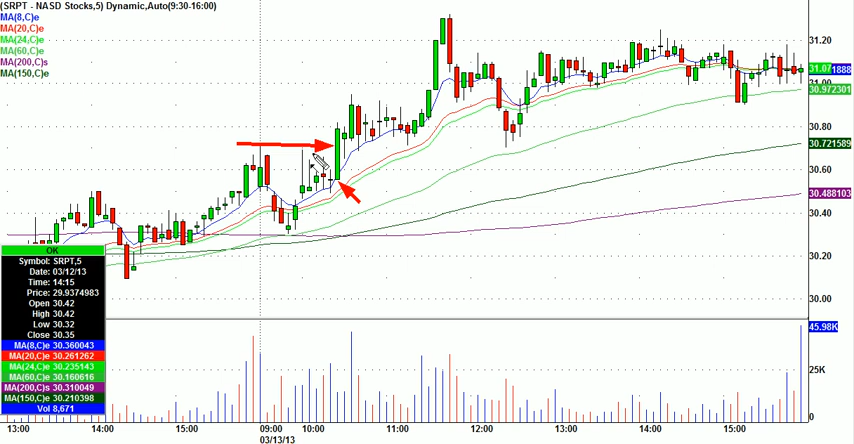 (SRPT - NASD Stocks,5) Dynamic,Auto(9:30-16:00)
MA(8,C)e
MA(20,C)e
MA(24,C)e
MA(60,C)e
MA(200,C)s
MA(150,C)e
31.20
31.07 1888
31.00
30.972301
30.80
30.721589
30.60
30.488103
30.40
30.20
30.00
OK
Symbol: SRPT,5
Date: 03/12/13
Time: 14:15
Price: 29.9374983
Open 30.42
High 30.42
Low 30.32
Close 30.35
MA(8,C)e 30.360043
MA(20,C)e 30.261262
MA(24,C)e 30.235143
MA(60,C)e 30.160616
MA(200,C)s 30.310049
MA(150,C)e 30.210398
Vol 8,671
45.98K
25K
0
13:00 14:00 15:00 09:00 10:00 11:00 12:00 13:00 14:00 15:00
03/13/13